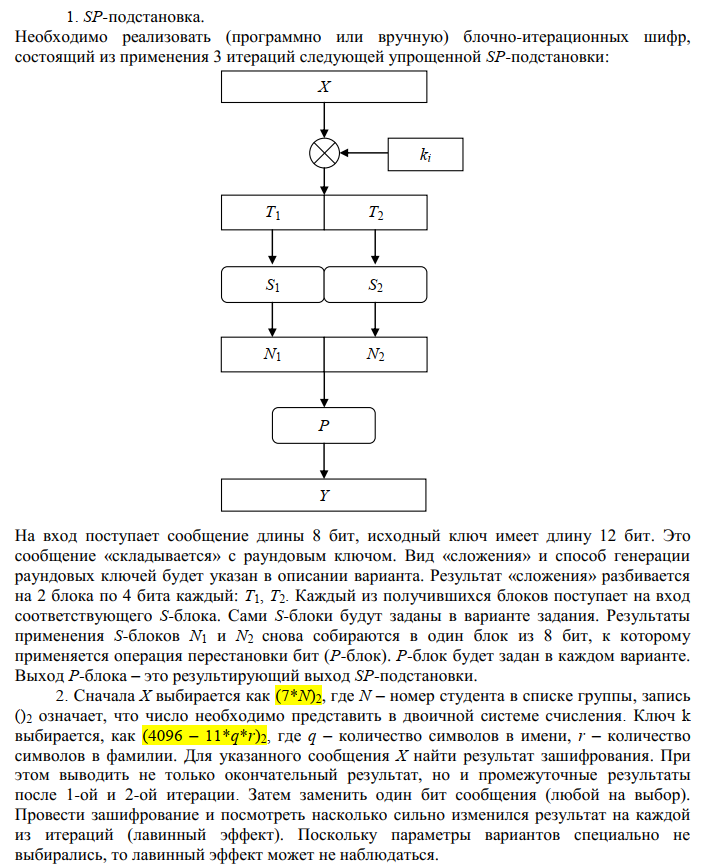 1. SP-подстановка.
Необходимо реализовать (программно или вручную) блочно-итерационных шифр,
состоящий из применения 3 итераций следующей упрощенной SP-подстановки:
X
k_i
T₁ T₂
S₁ S₂
N₁ N₂
P
Y
На вход поступает сообщение длины 8 бит, исходный ключ имеет длину 12 бит. Это
сообщение «складывается» с раундовым ключом. Вид «сложения» и способ генерации
раундовых ключей будет указан в описании варианта. Результат «сложения» разбивается
на 2 блока по 4 бита каждый: T₁, T₂. Каждый из получившихся блоков поступает на вход
соответствующего S-блока. Сами S-блоки будут заданы в варианте задания. Результаты
применения S-блоков N₁ и N₂ снова собираются в один блок из 8 бит, к которому
применяется операция перестановки бит (P-блок). P-блок будет задан в каждом варианте.
Выход P-блока – это результирующий выход SP-подстановки.
2. Сначала X выбирается как (7*N)₂, где N – номер студента в списке группы, запись
()₂ означает, что число необходимо представить в двоичной системе счисления. Ключ k
выбирается, как (4096 – 11*q*r)₂, где q – количество символов в имени, r – количество
символов в фамилии. Для указанного сообщения X найти результат зашифрования. При
этом выводить не только окончательный результат, но и промежуточные результаты
после 1-ой и 2-ой итерации. Затем заменить один бит сообщения (любой на выбор).
Провести зашифрование и посмотреть насколько сильно изменился результат на каждой
из итераций (лавинный эффект). Поскольку параметры вариантов специально не
выбирались, то лавинный эффект может не наблюдаться.